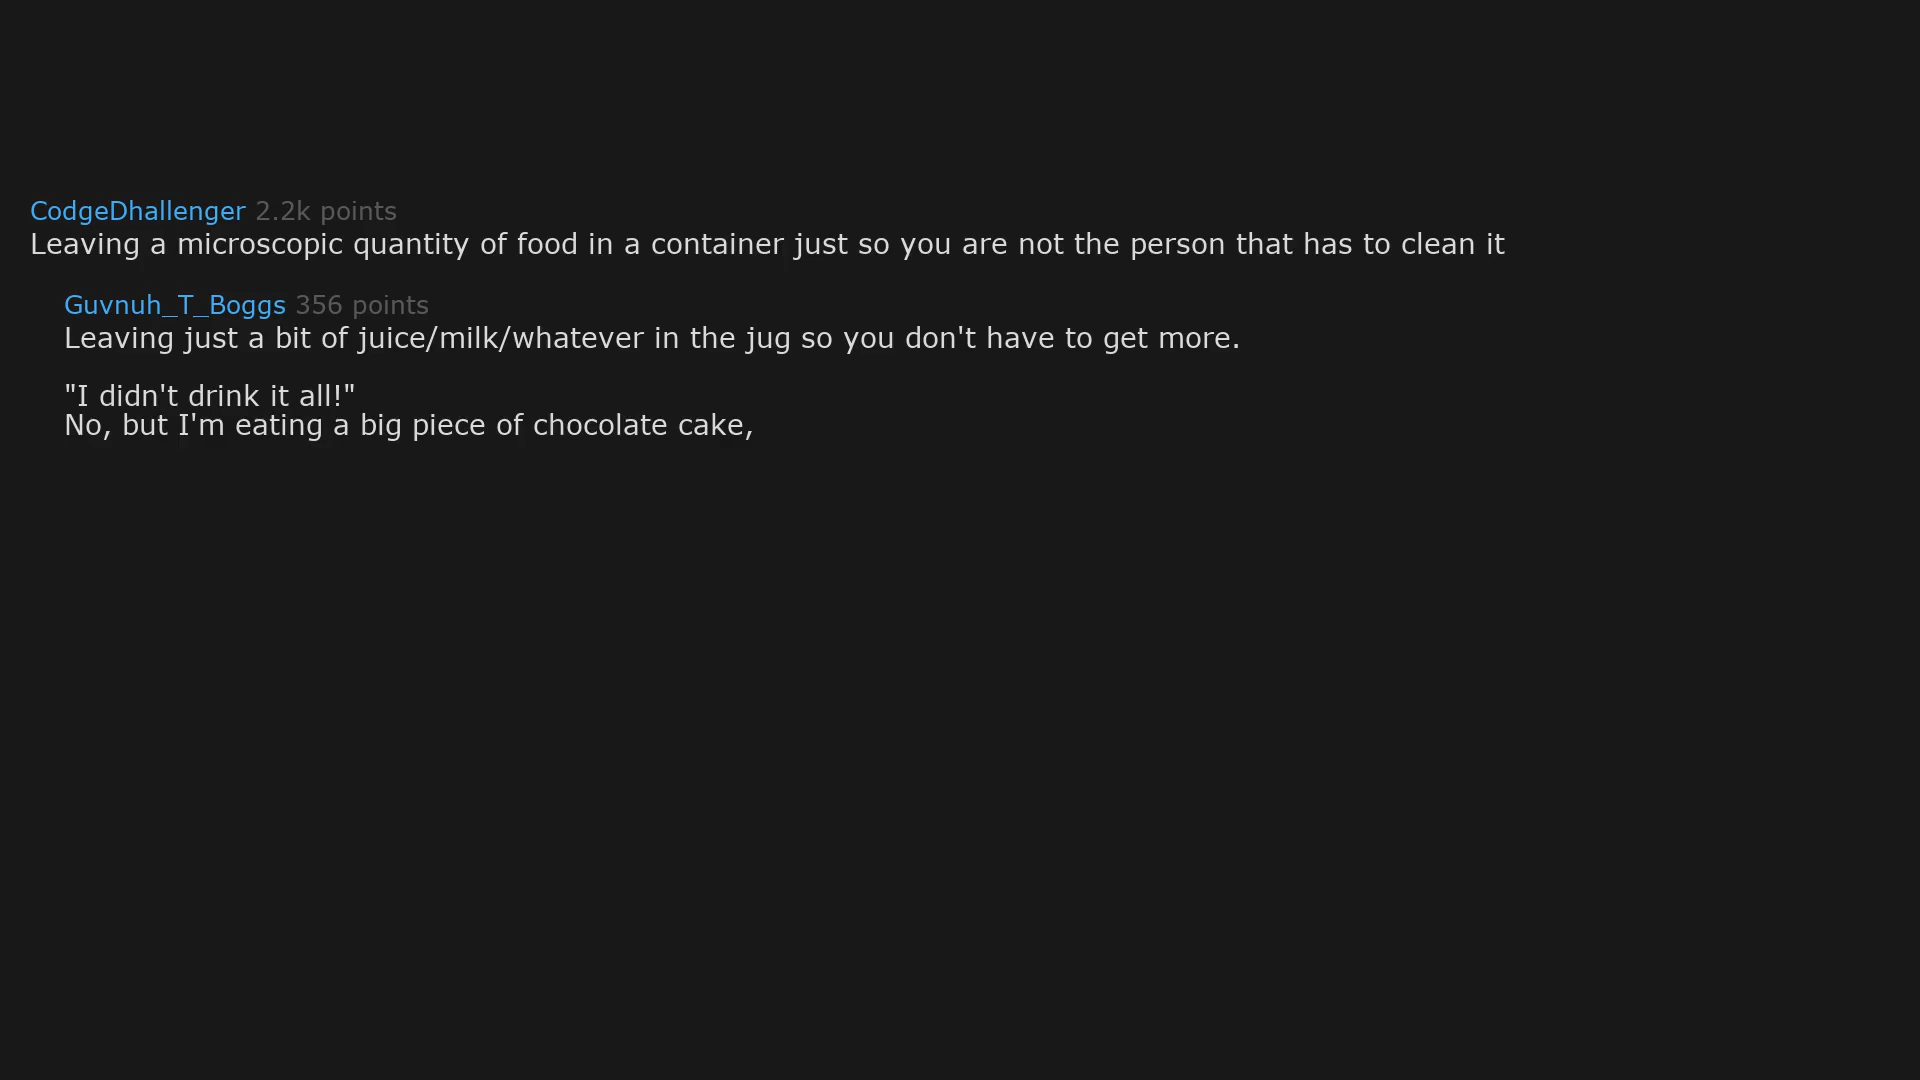 CodgeDhallenger 2.2k points
Leaving a microscopic quantity of food in a container just so you are not the person that has to clean it
Guvnuh_T_Boggs 356 points
Leaving just a bit of juice/milk/whatever in the jug so you don't have to get more.
"I didn't drink it all!"
No, but I'm eating a big piece of chocolate cake,